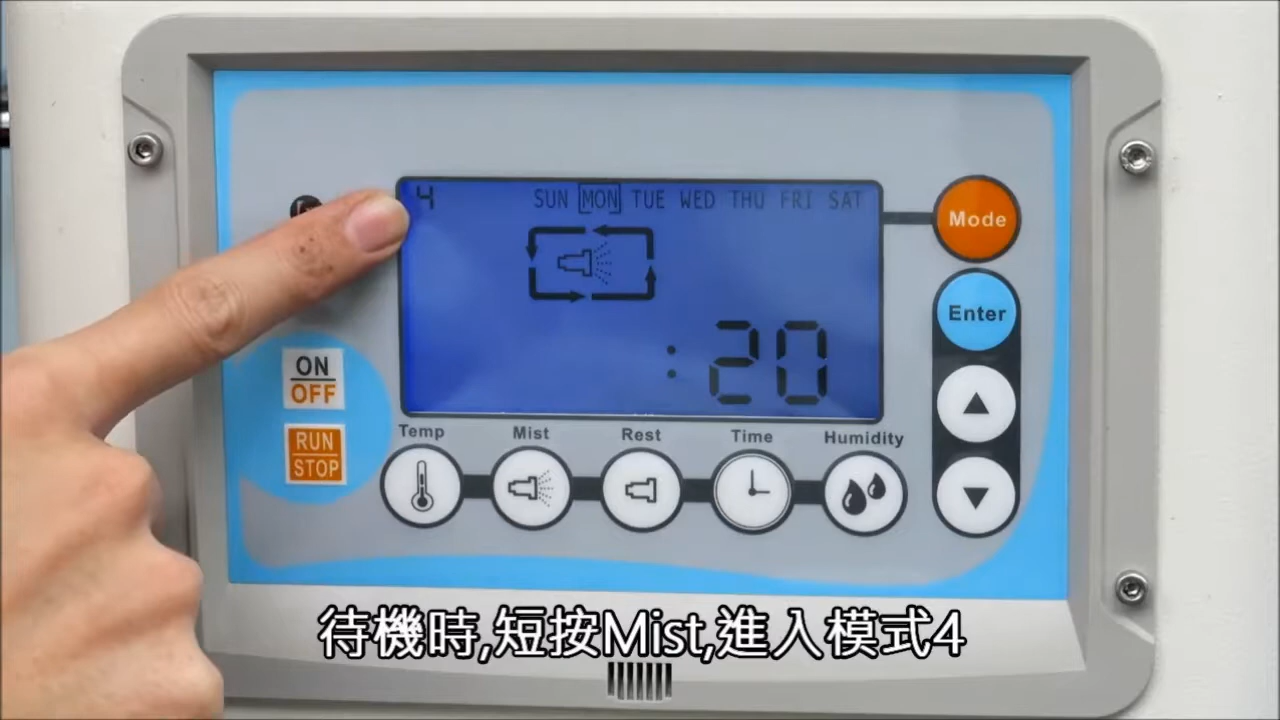 4
SUN MON TUE WED THU FRI SAT
:20
Mode
Enter
ON
OFF
RUN
STOP
Temp Mist Rest Time Humidity
待機時,短按Mist,進入模式4